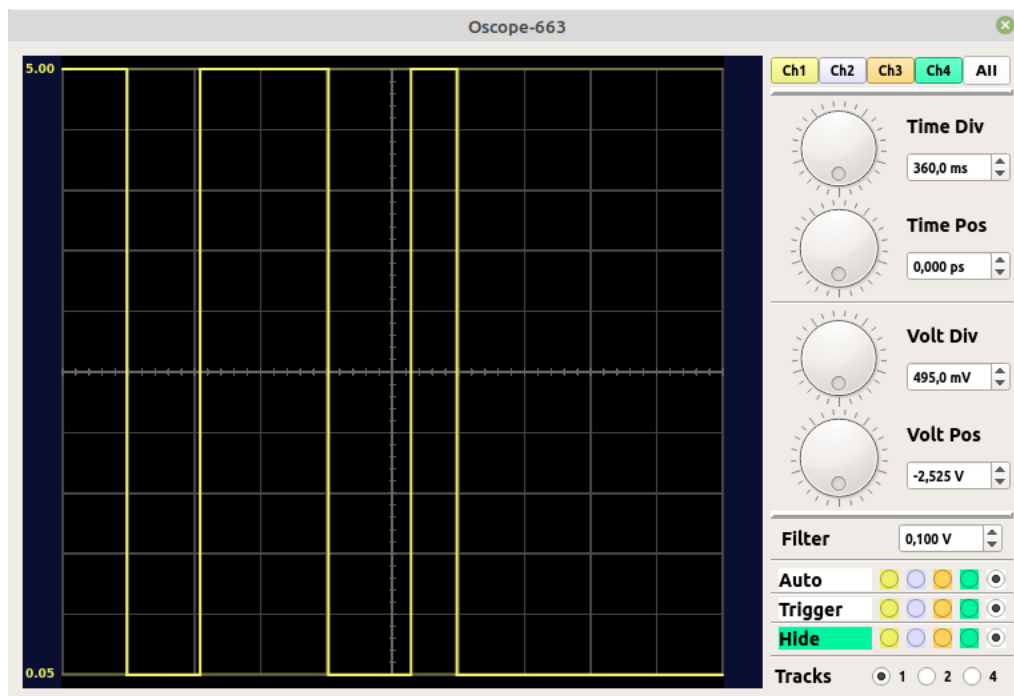 Oscope-663
5.00
Ch1 Ch2 Ch3 Ch4 All
Time Div
360,0 ms
Time Pos
0,000 ps
Volt Div
495,0 mV
Volt Pos
-2,525 V
Filter 0,100 V
Auto
Trigger
Hide
0.05
Tracks 1 2 4